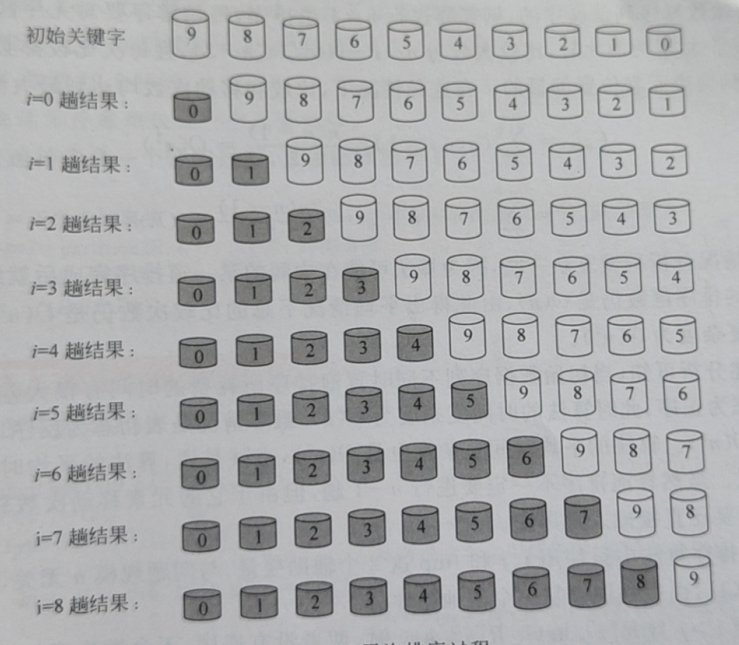 初始关键字 9 8 7 6 5 4 3 2 1 0
i=0 趟结果： 0 9 8 7 6 5 4 3 2 1
i=1 趟结果： 0 1 9 8 7 6 5 4 3 2
i=2 趟结果： 0 1 2 9 8 7 6 5 4 3
i=3 趟结果： 0 1 2 3 9 8 7 6 5 4
i=4 趟结果： 0 1 2 3 4 9 8 7 6 5
i=5 趟结果： 0 1 2 3 4 5 9 8 7 6
i=6 趟结果： 0 1 2 3 4 5 6 9 8 7
i=7 趟结果： 0 1 2 3 4 5 6 7 9 8
i=8 趟结果： 0 1 2 3 4 5 6 7 8 9